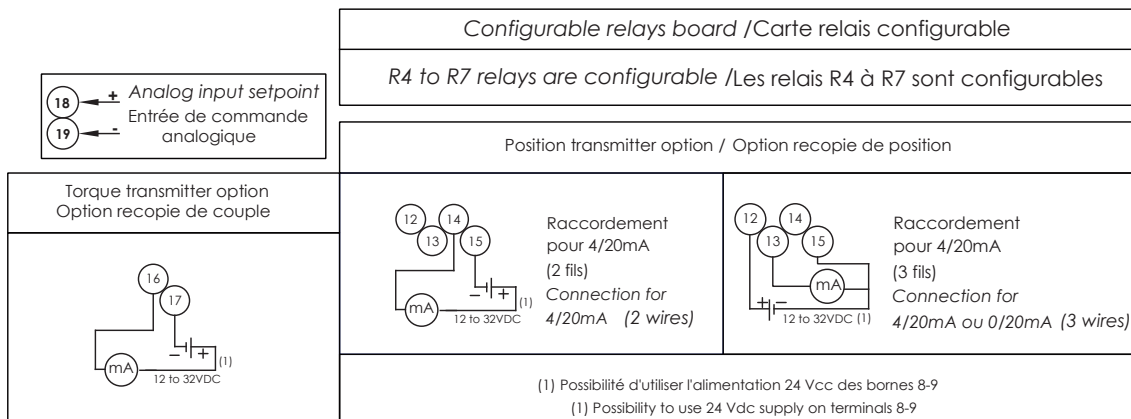 Configurable relays board /Carte relais configurable
R4 to R7 relays are configurable /Les relais R4 à R7 sont configurables
18
+
Analog input setpoint
19
-
Entrée de commande
analogique
Position transmitter option / Option recopie de position
Torque transmitter option
Option recopie de couple
16
17
mA
- +
(1)
12 to 32VDC
12
13
14
15
mA
- +
(1)
12 to 32VDC
Raccordement
pour 4/20mA
(2 fils)
Connection for
4/20mA (2 wires)
12
13
14
15
mA
+ -
12 to 32VDC (1)
Raccordement
pour 4/20mA
(3 fils)
Connection for
4/20mA ou 0/20mA (3 wires)
(1) Possibilité d'utiliser l'alimentation 24 Vcc des bornes 8-9
(1) Possibility to use 24 Vdc supply on terminals 8-9